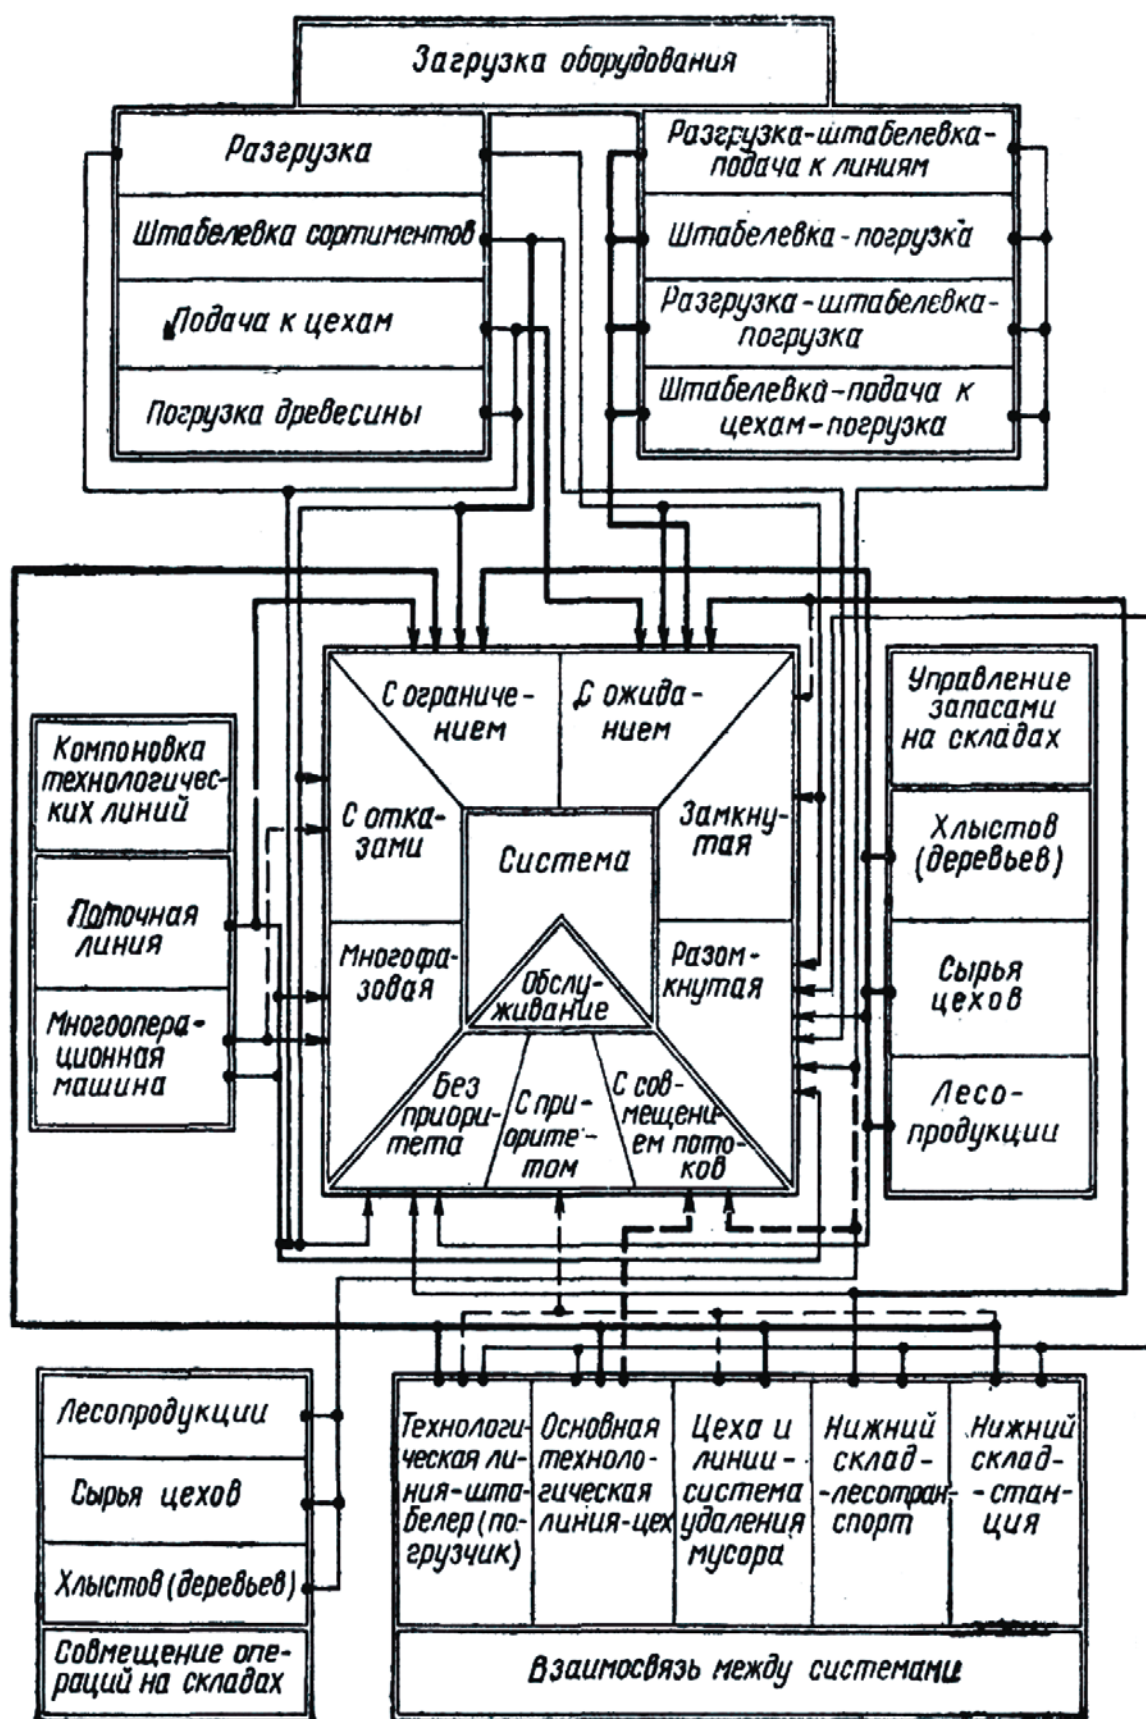 Загрузка оборудования
Разгрузка
Штабелевка сортиментов
Подача к цехам
Погрузка древесины
Разгрузка-штабелевка-
подача к линиям
Штабелевка-погрузка
Разгрузка-штабелевка-
погрузка
Штабелевка-подача к
цехам-погрузка
С ограниче-
нием
С ожида-
нием
С отка-
зами
Замкну-
тая
Система
Многофа-
зовая
Разом-
кнутая
Обслу-
живание
Без
приори-
тета
С при-
орите-
том
С сов-
мещени-
ем пото-
ков
Компоновка
технологичес-
ких линий
Поточная
линия
Многоопера-
ционная
машина
Управление
запасами
на складах
Хлыстов
(деревьев)
Сырья
цехов
Лесо-
продукции
Лесопродукции
Сырья цехов
Хлыстов (деревьев)
Совмещение опе-
раций на складах
Технологи-
ческая ли-
ния-шта-
белер (по-
грузчик)
Основная
техноло-
гическая
линия-цех
Цеха и
линии-
-система
удаления
мусора
Нижний
склад-
-лесотран-
спорт
Нижний
склад-
-стан-
ция
Взаимосвязь между системами